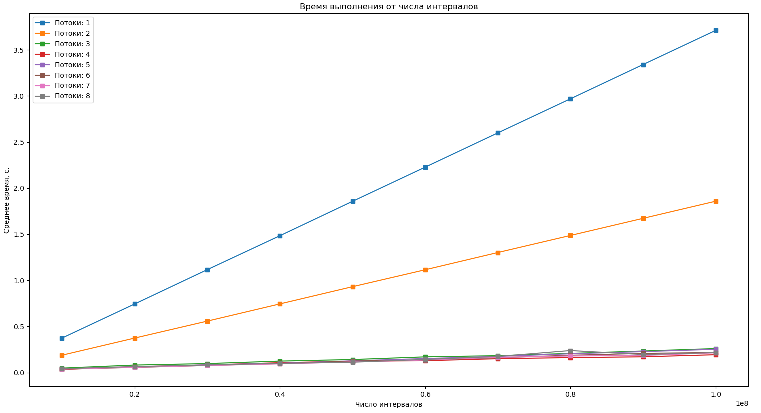 Время выполнения от числа интервалов
Потоки: 1
Потоки: 2
Потоки: 3
Потоки: 4
Потоки: 5
Потоки: 6
Потоки: 7
Потоки: 8
Среднее время, с.
3.5
3.0
2.5
2.0
1.5
1.0
0.5
0.0
0.2 0.4 0.6 0.8 1.0
Число интервалов
1e8